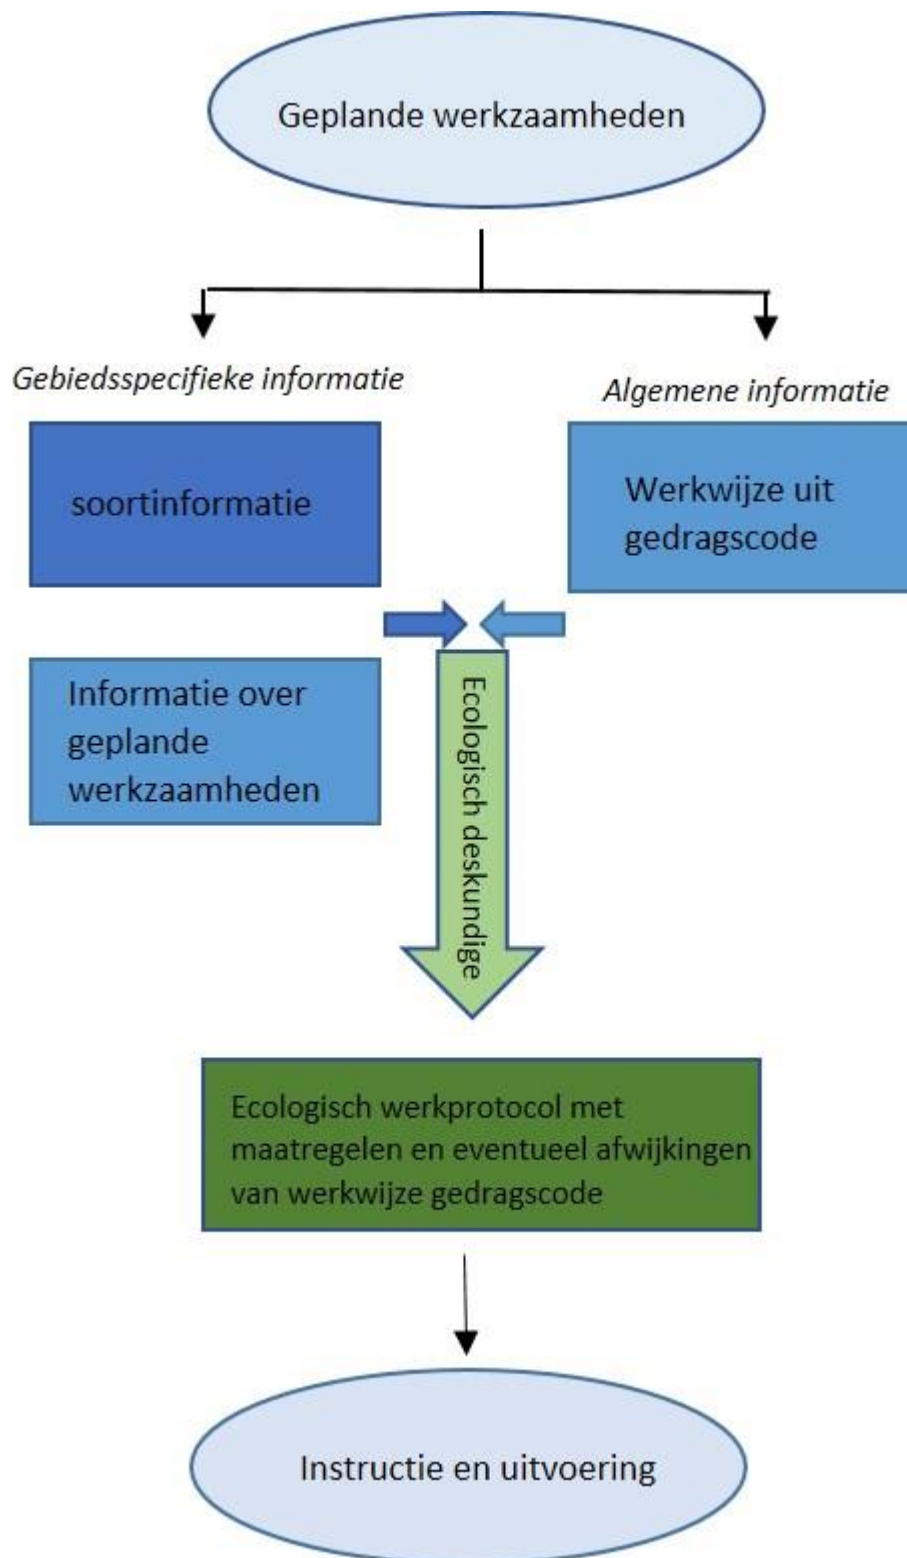 Geplande werkzaamheden
Gebiedsspecifieke informatie
Algemene informatie
soortinformatie
Werkwijze uit
gedragscode
Informatie over
geplande
werkzaamheden
Ecologisch deskundige
Ecologisch werkprotocol met
maatregelen en eventueel afwijkingen
van werkwijze gedragscode
Instructie en uitvoering